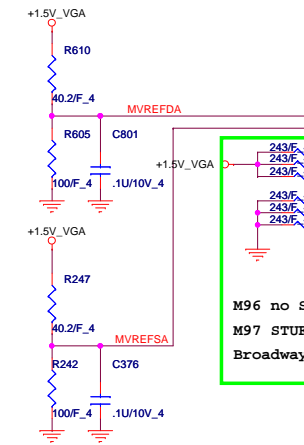 +1.5V_VGA
R610
40.2/F_4
MVREFDA
R605
C801
100/F_4
.1U/10V_4
+1.5V_VGA
243/F
243/F
243/F
243/F
243/F
243/F
+1.5V_VGA
R247
40.2/F_4
MVREFSA
R242
C376
100/F_4
.1U/10V_4
M96 no
M97
Broadway